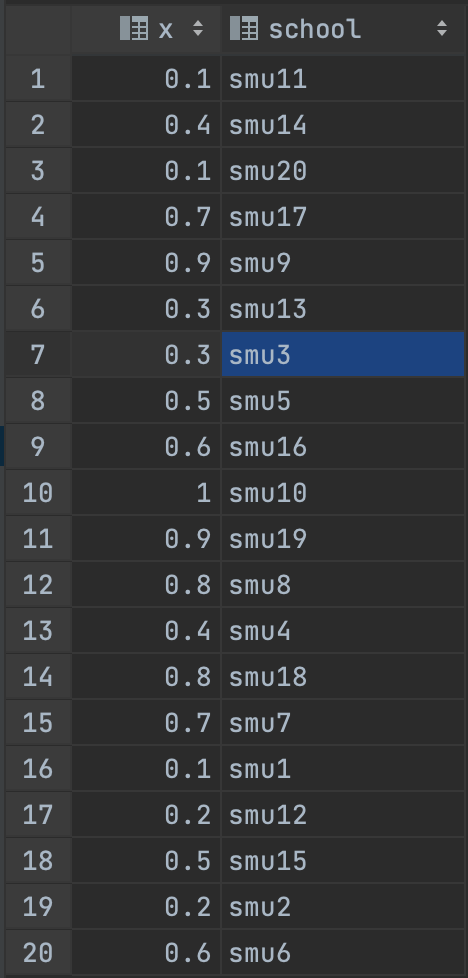 x school
1 0.1 smu11
2 0.4 smu14
3 0.1 smu20
4 0.7 smu17
5 0.9 smu9
6 0.3 smu13
7 0.3 smu3
8 0.5 smu5
9 0.6 smu16
10 1 smu10
11 0.9 smu19
12 0.8 smu8
13 0.4 smu4
14 0.8 smu18
15 0.7 smu7
16 0.1 smu1
17 0.2 smu12
18 0.5 smu15
19 0.2 smu2
20 0.6 smu6